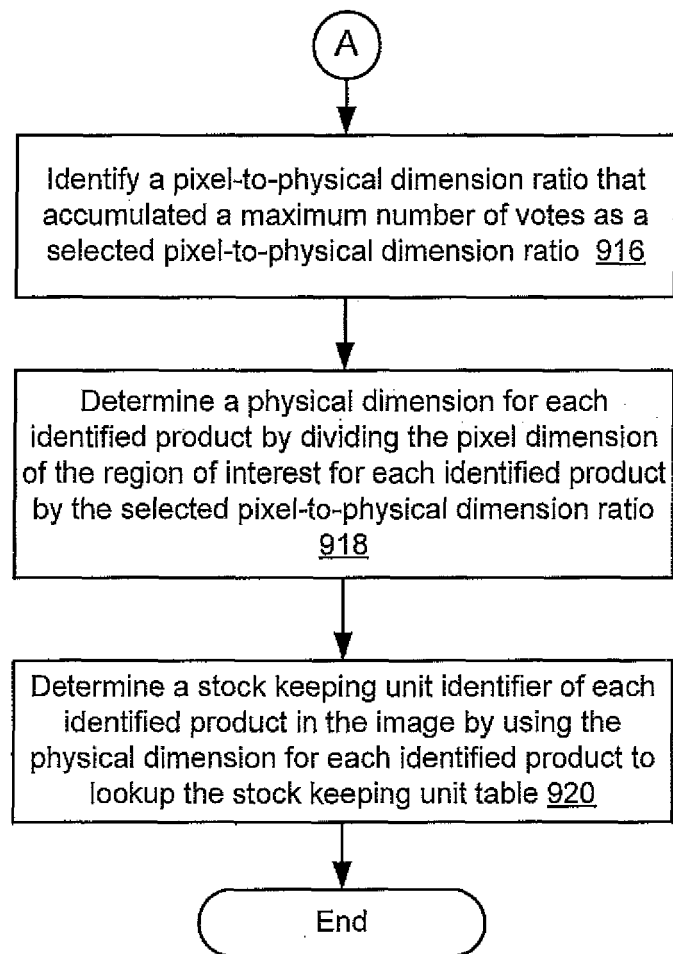 A
Identify a pixel-to-physical dimension ratio that
accumulated a maximum number of votes as a
selected pixel-to-physical dimension ratio 916
Determine a physical dimension for each
identified product by dividing the pixel dimension
of the region of interest for each identified product
by the selected pixel-to-physical dimension ratio
918
Determine a stock keeping unit identifier of each
identified product in the image by using the
physical dimension for each identified product to
lookup the stock keeping unit table 920
End